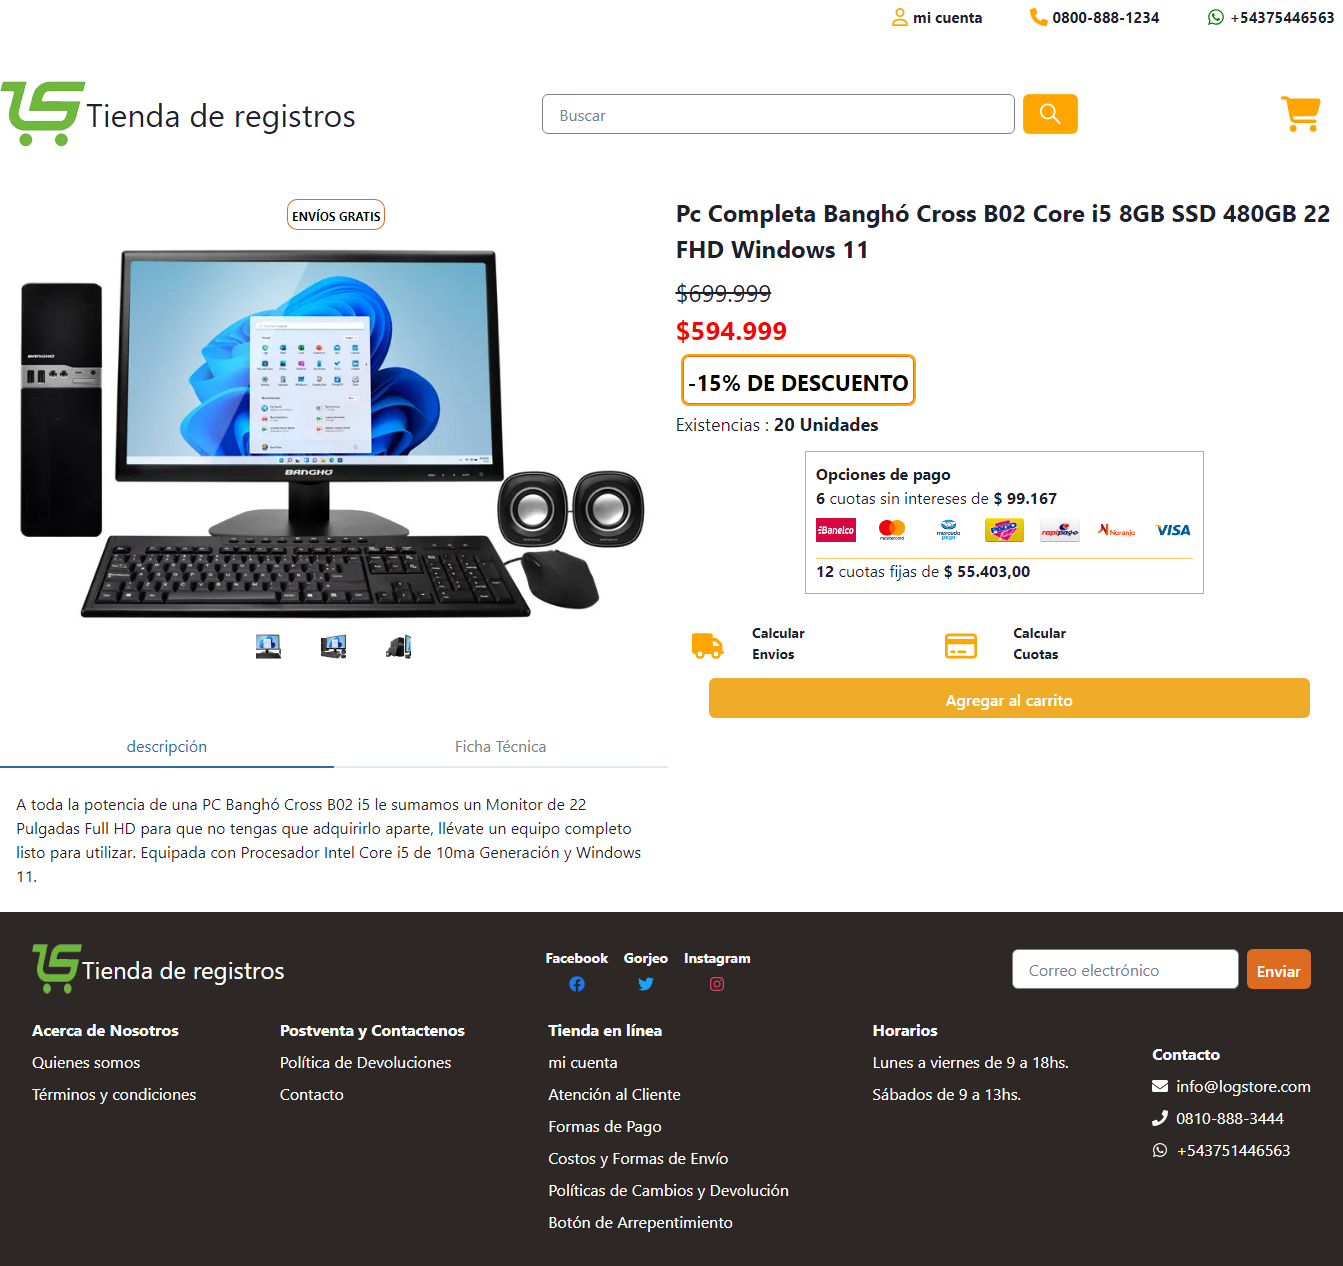 mi cuenta
0800-888-1234
+54375446563
Tienda de registros
Buscar
ENVÍOS GRATIS
BANGHO
BANGHO
Pc Completa Banghó Cross B02 Core i5 8GB SSD 480GB 22
FHD Windows 11
$699.999
$594.999
-15% DE DESCUENTO
Existencias : 20 Unidades
Opciones de pago
6 cuotas sin intereses de $ 99.167
Banelco
mastercard
mercado
pago
PAGO
FACIL
rapipago
Naranja
VISA
12 cuotas fijas de $ 55.403,00
Calcular
Envios
Calcular
Cuotas
Agregar al carrito
descripción
Ficha Técnica
A toda la potencia de una PC Banghó Cross B02 i5 le sumamos un Monitor de 22
Pulgadas Full HD para que no tengas que adquirirlo aparte, llévate un equipo completo
listo para utilizar. Equipada con Procesador Intel Core i5 de 10ma Generación y Windows
11.
Tienda de registros
Facebook
Gorjeo
Instagram
Correo electrónico
Enviar
Acerca de Nosotros
Quienes somos
Términos y condiciones
Postventa y Contactenos
Política de Devoluciones
Contacto
Tienda en línea
mi cuenta
Atención al Cliente
Formas de Pago
Costos y Formas de Envío
Políticas de Cambios y Devolución
Botón de Arrepentimiento
Horarios
Lunes a viernes de 9 a 18hs.
Sábados de 9 a 13hs.
Contacto
info@logstore.com
0810-888-3444
+543751446563